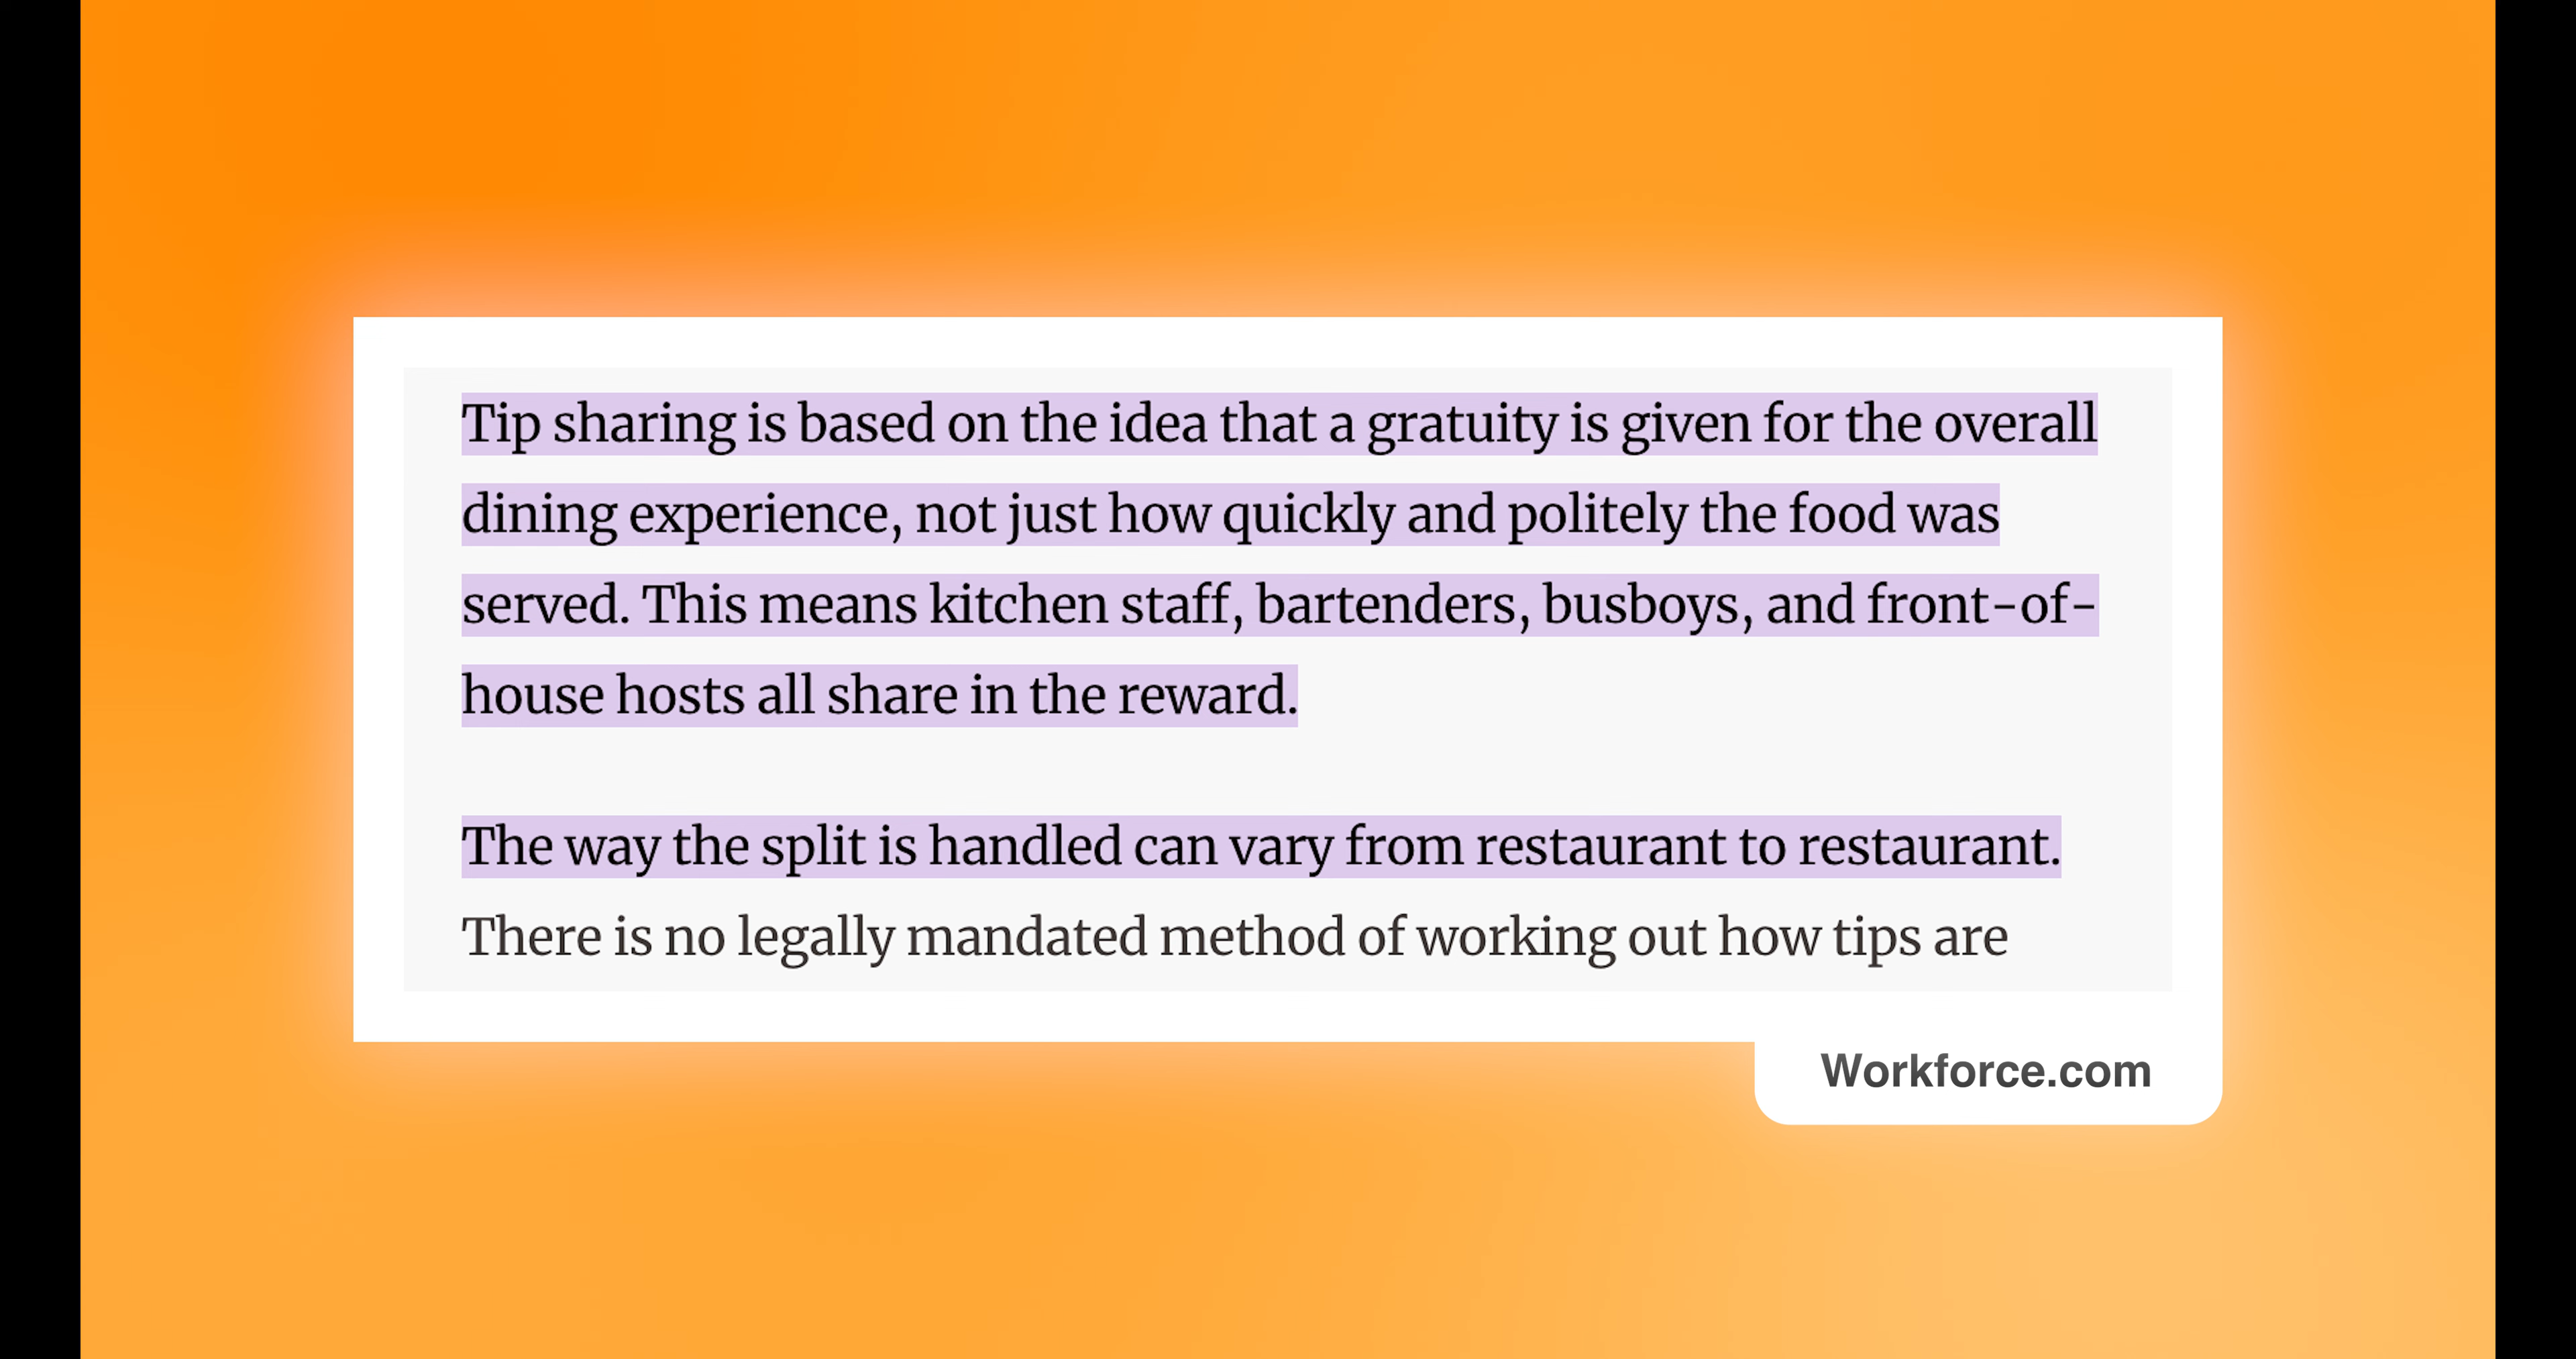 Tip sharing is based on the idea that a gratuity is given for the overall
dining experience, not just how quickly and politely the food was
served. This means kitchen staff, bartenders, busboys, and front-of-
house hosts all share in the reward.
The way the split is handled can vary from restaurant to restaurant.
There is no legally mandated method of working out how tips are
Workforce.com